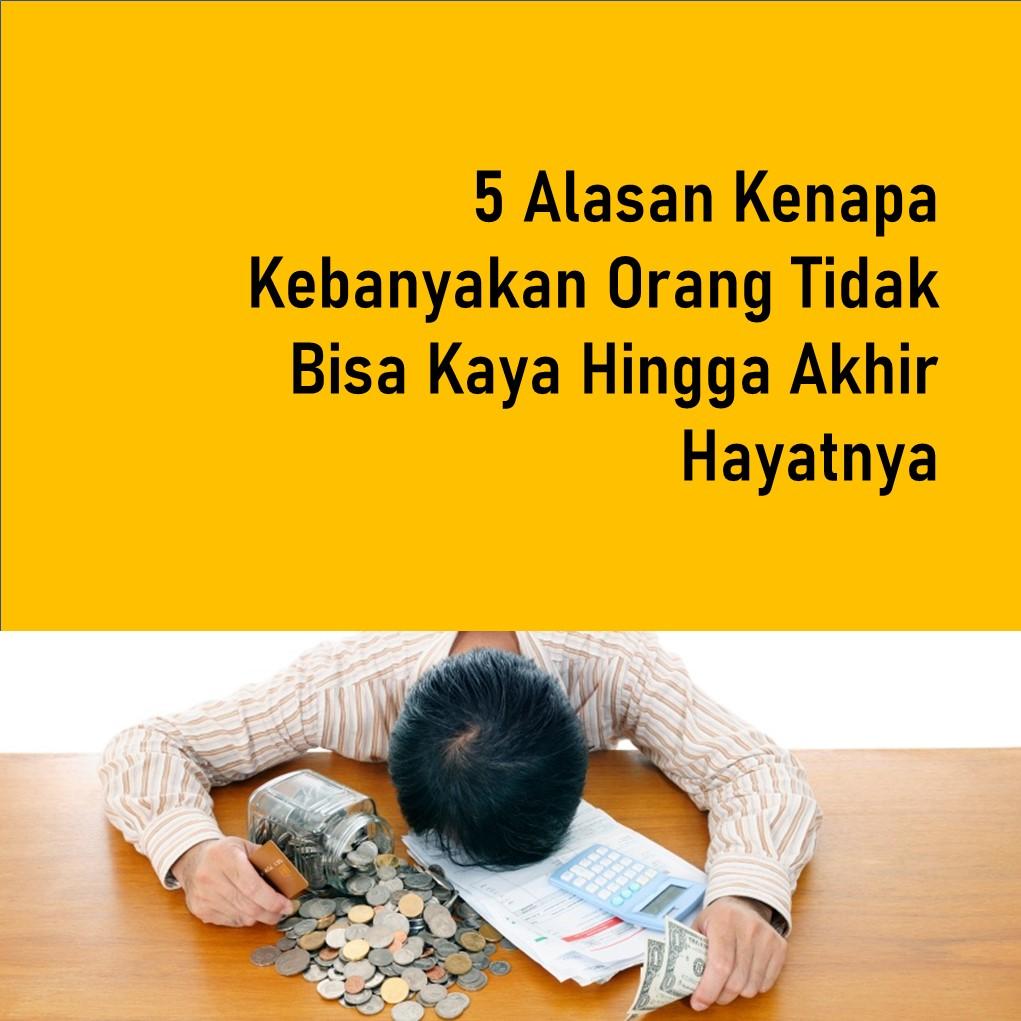 5 Alasan Kenapa
Kebanyakan Orang Tidak
Bisa Kaya Hingga Akhir
Hayatnya